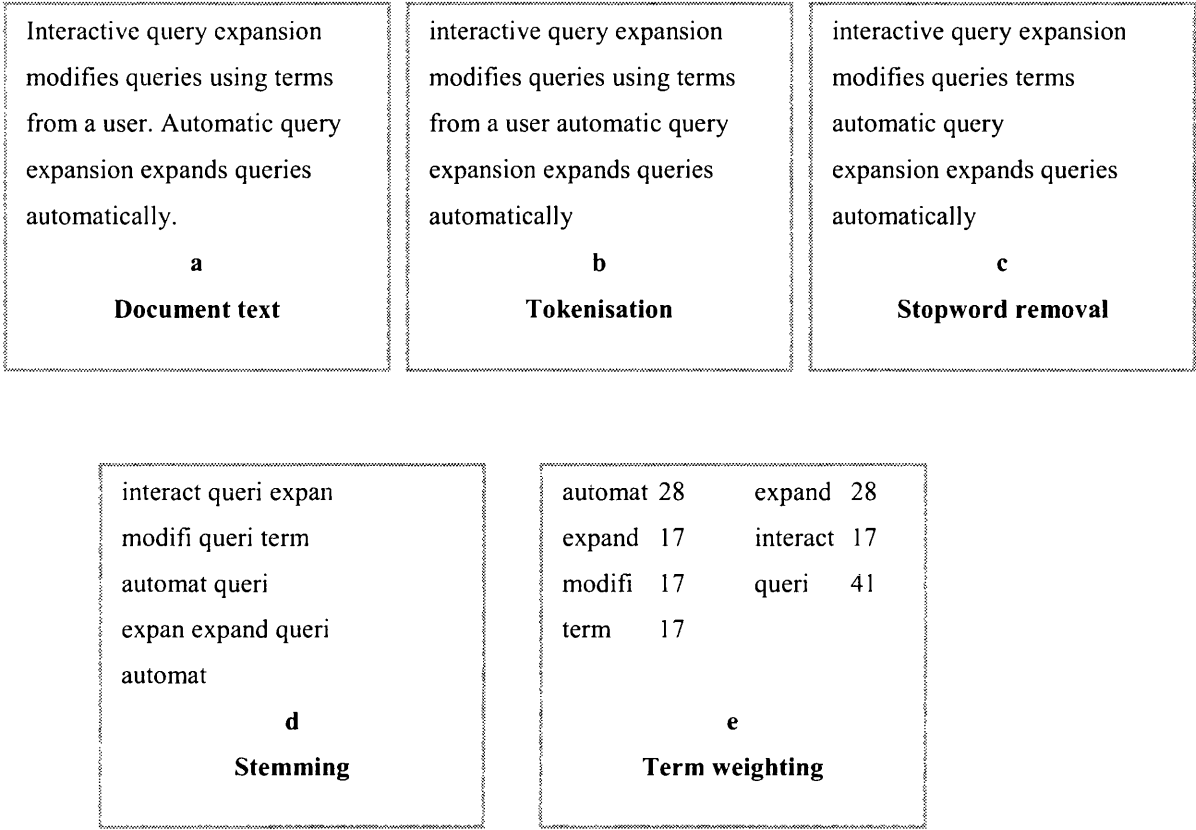 Interactive query expansion
modifies queries using terms
from a user. Automatic query
expansion expands queries
automatically.
a
Document text
interactive query expansion
modifies queries using terms
from a user automatic query
expansion expands queries
automatically
b
Tokenisation
interactive query expansion
modifies queries terms
automatic query
expansion expands queries
automatically
c
Stopword removal
interact queri expan
modifi queri term
automat queri
expan expand queri
automat
d
Stemming
automat 28 expand 28
expand 17 interact 17
modifi 17 queri 41
term 17
e
Term weighting